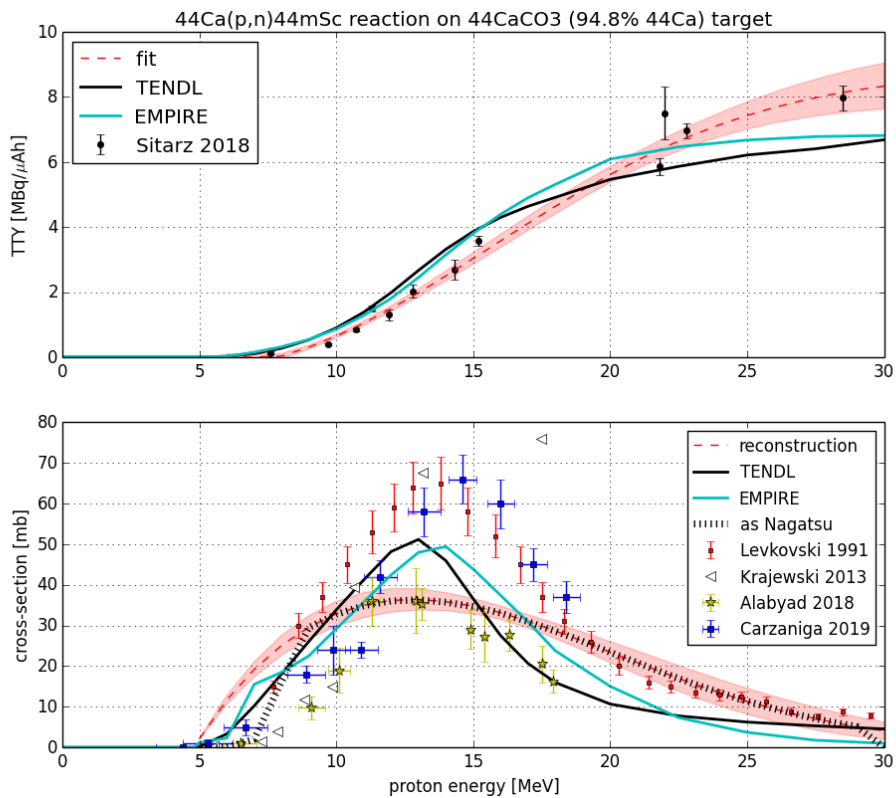 44Ca(p,n)44mSc reaction on 44CaCO3 (94.8% 44Ca) target
TTY [MBq/μAh]
10
8
6
4
2
0
fit
TENDL
EMPIRE
Sitarz 2018
0 5 10 15 20 25 30
cross-section [mb]
80
70
60
50
40
30
20
10
0
reconstruction
TENDL
EMPIRE
as Nagatsu
Levkovski 1991
Krajewski 2013
Alabyad 2018
Carzaniga 2019
0 5 10 15 20 25 30
proton energy [MeV]